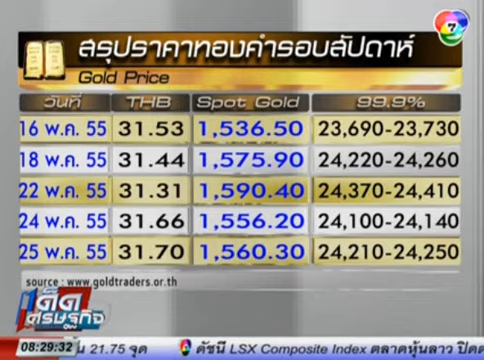 7
สรุปราคาทองคำรอบสัปดาห์
Gold Price
วันที่ THB Spot Gold 99.9%
16 พ.ค. 55 31.53 1,536.50 23,690-23,730
18 พ.ค. 55 31.44 1,575.90 24,220-24,260
22 พ.ค. 55 31.31 1,590.40 24,370-24,410
24 พ.ค. 55 31.66 1,556.20 24,100-24,140
25 พ.ค. 55 31.70 1,560.30 24,210-24,250
source : www.goldtraders.or.th
เศรษฐกิจ
08:29:32 21.75 จุด ดัชนี LSX Composite Index ตลาดหุ้นลาว